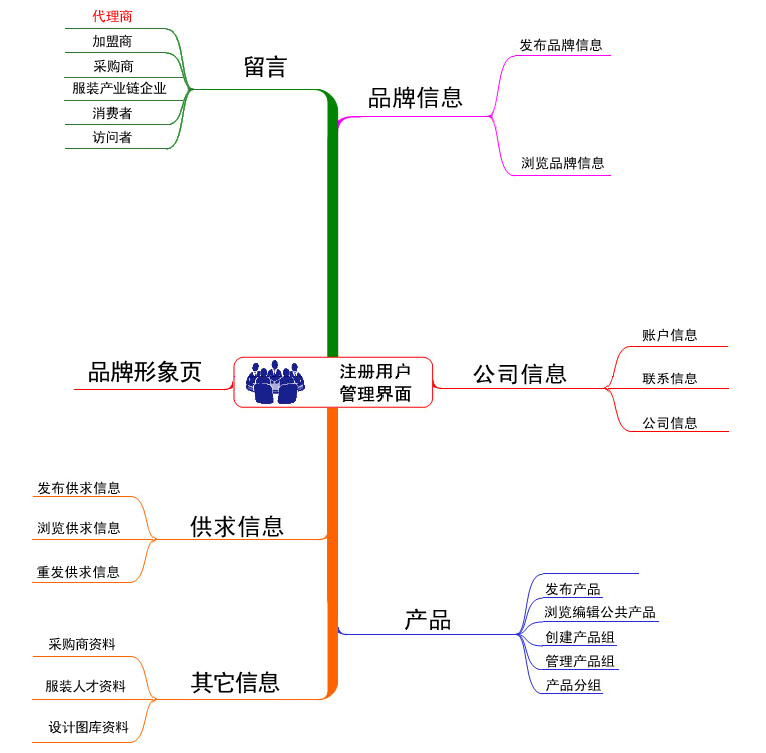 代理商
加盟商
采购商
服装产业链企业
消费者
访问者
留言
品牌信息
发布品牌信息
浏览品牌信息
品牌形象页
注册用户
管理界面
公司信息
账户信息
联系信息
公司信息
发布供求信息
浏览供求信息
重发供求信息
供求信息
产品
发布产品
浏览编辑公共产品
创建产品组
管理产品组
产品分组
采购商资料
服装人才资料
设计图库资料
其它信息